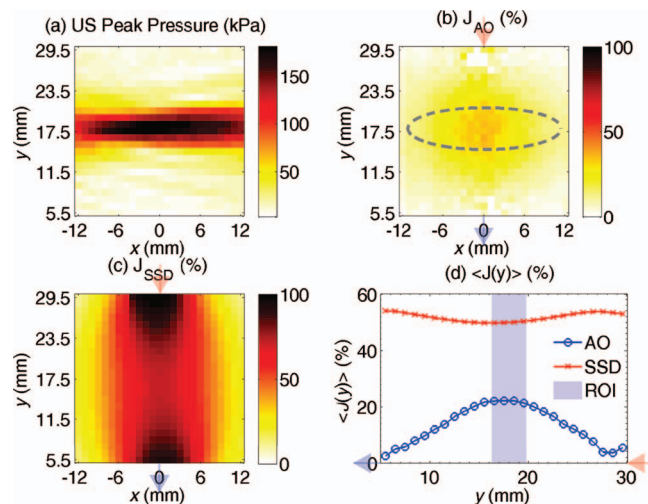 (a) US Peak Pressure (kPa)
(b) J_AO (%)
29.5
23.5
17.5
11.5
5.5
y (mm)
-12 -6 0 6 12
x (mm)
150
100
50
29.5
23.5
17.5
11.5
5.5
y (mm)
-12 -6 0 6 12
x (mm)
100
50
0
(c) J_SSD (%)
(d) <J(y)> (%)
29.5
23.5
17.5
11.5
5.5
y (mm)
-12 -6 0 6 12
x (mm)
100
50
0
60
40
20
0
<J(y)> (%)
AO
SSD
ROI
10 20 30
y (mm)